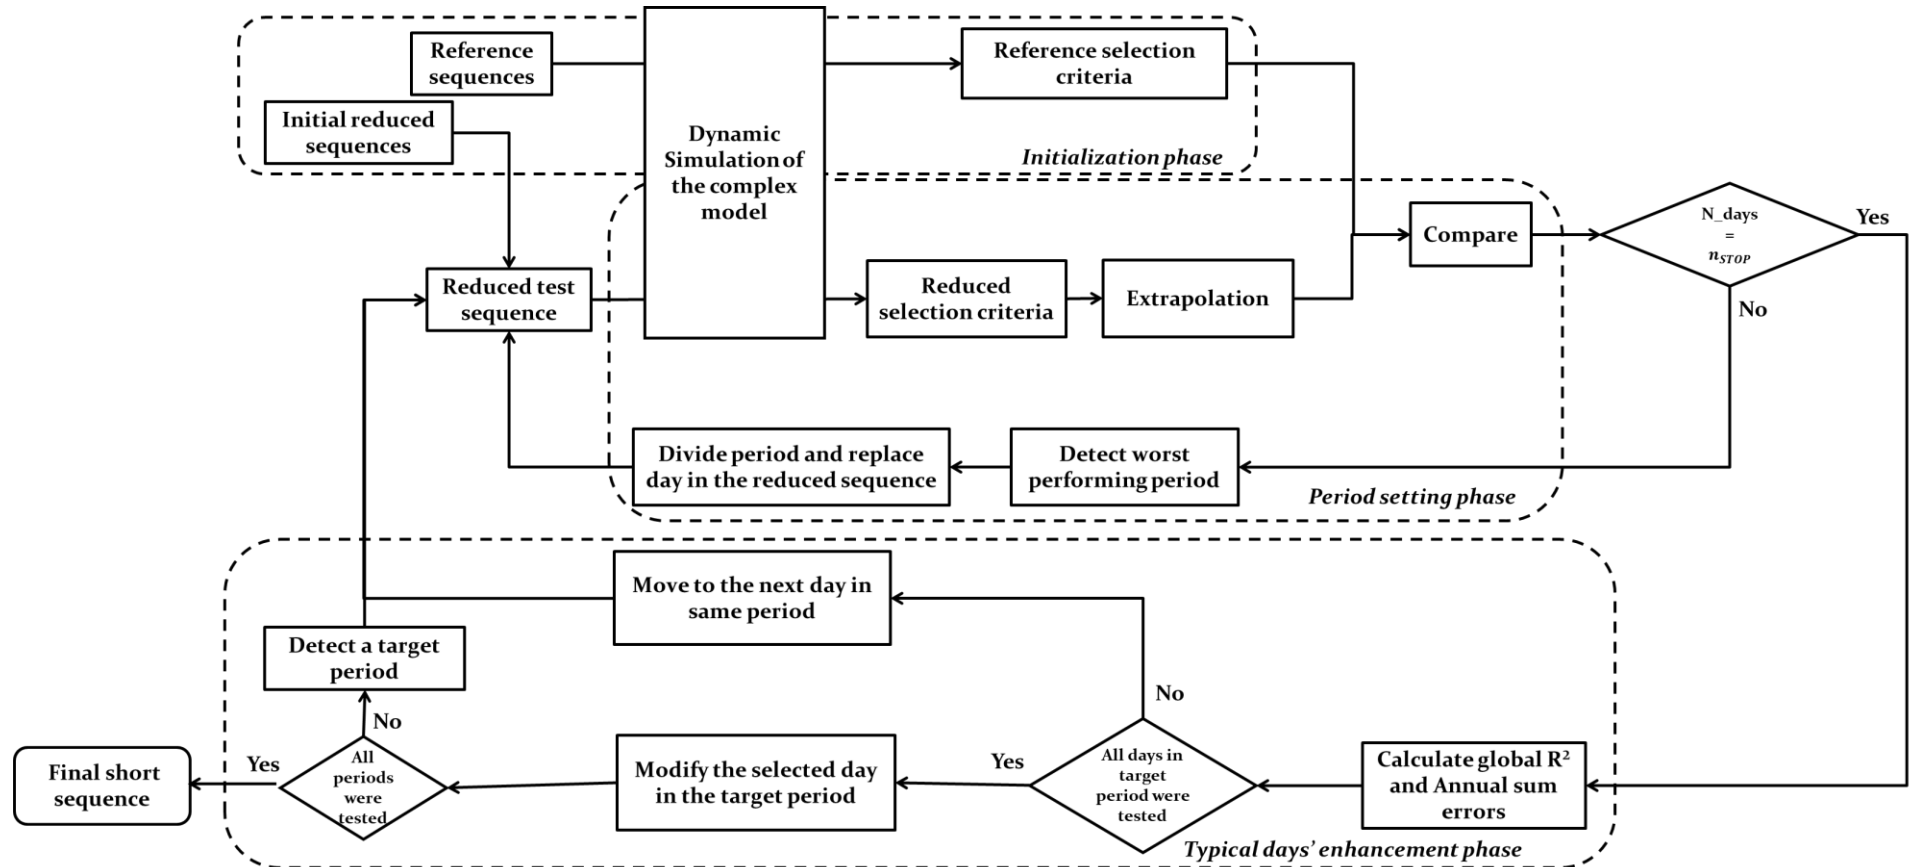 Reference
sequences
Reference selection
criteria
Initial reduced
sequences
Dynamic
Simulation of
the complex
model
Initialization phase
Reduced test
sequence
Reduced
selection criteria
Extrapolation
Compare
N_days
=
n_STOP
Yes
No
Divide period and replace
day in the reduced sequence
Detect worst
performing period
Period setting phase
Move to the next day in
same period
Detect a target
period
No
No
Final short
sequence
Yes
All
periods
were
tested
Modify the selected day
in the target period
Yes
All days in
target
period were
tested
Calculate global R²
and Annual sum
errors
Typical days' enhancement phase